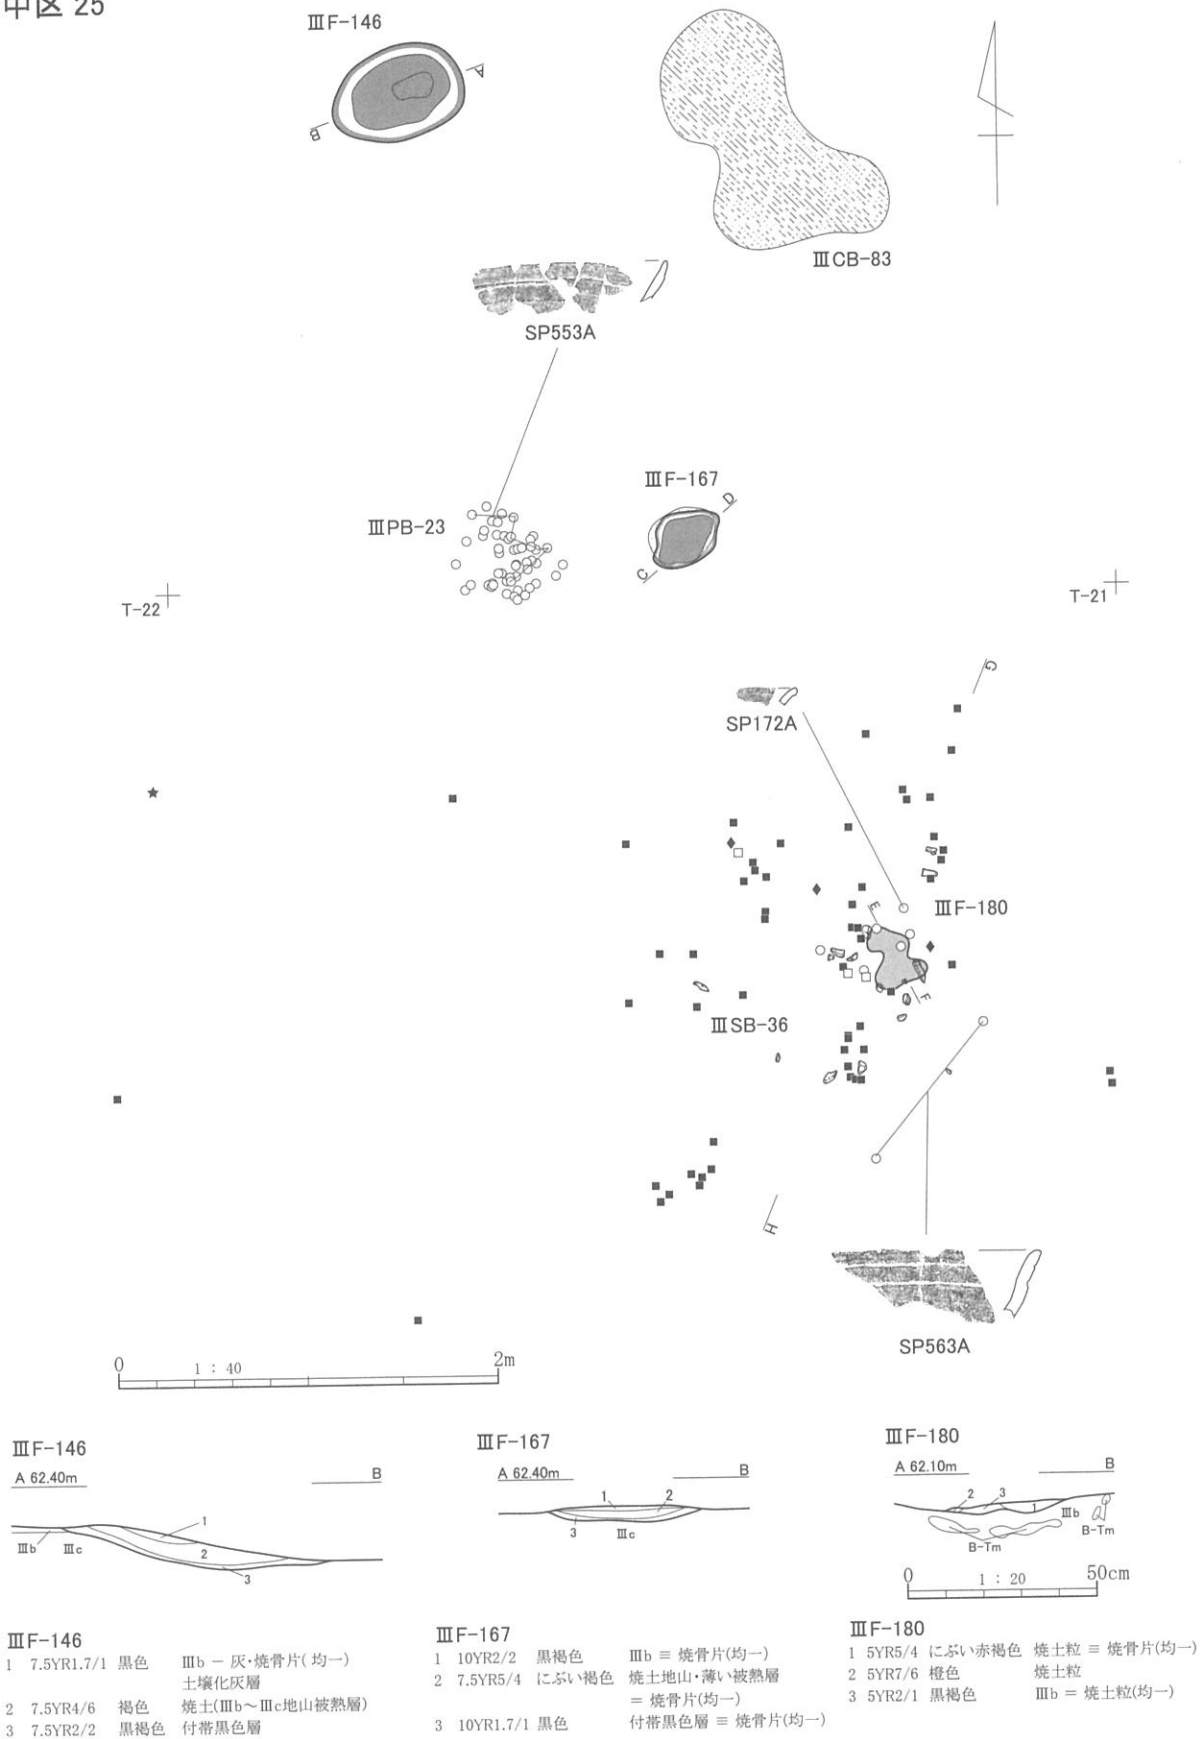 中区 25
ⅢF-146
A
B
ⅢCB-83
SP553A
ⅢF-167
D
C
ⅢPB-23
T-22
T-21
G
SP172A
E
ⅢF-180
F
ⅢSB-36
H
SP563A
0 1 : 40 2m
ⅢF-146
A 62.40m B
1
2
3
Ⅲb Ⅲc
ⅢF-167
A 62.40m B
1 2
3 Ⅲc
ⅢF-180
A 62.10m B
2 3
1 Ⅲb
B-Tm
B-Tm
0 1 : 20 50cm
ⅢF-146
1 7.5YR1.7/1 黒色 Ⅲb − 灰・焼骨片(均一)
土壌化灰層
2 7.5YR4/6 褐色 焼土(Ⅲb～Ⅲc地山被熱層)
3 7.5YR2/2 黒褐色 付帯黒色層
ⅢF-167
1 10YR2/2 黒褐色 Ⅲb ≡ 焼骨片(均一)
2 7.5YR5/4 にぶい褐色 焼土地山・薄い被熱層
= 焼骨片(均一)
3 10YR1.7/1 黒色 付帯黒色層 ≡ 焼骨片(均一)
ⅢF-180
1 5YR5/4 にぶい赤褐色 焼土粒 ≡ 焼骨片(均一)
2 5YR7/6 橙色 焼土粒
3 5YR2/1 黒褐色 Ⅲb = 焼土粒(均一)